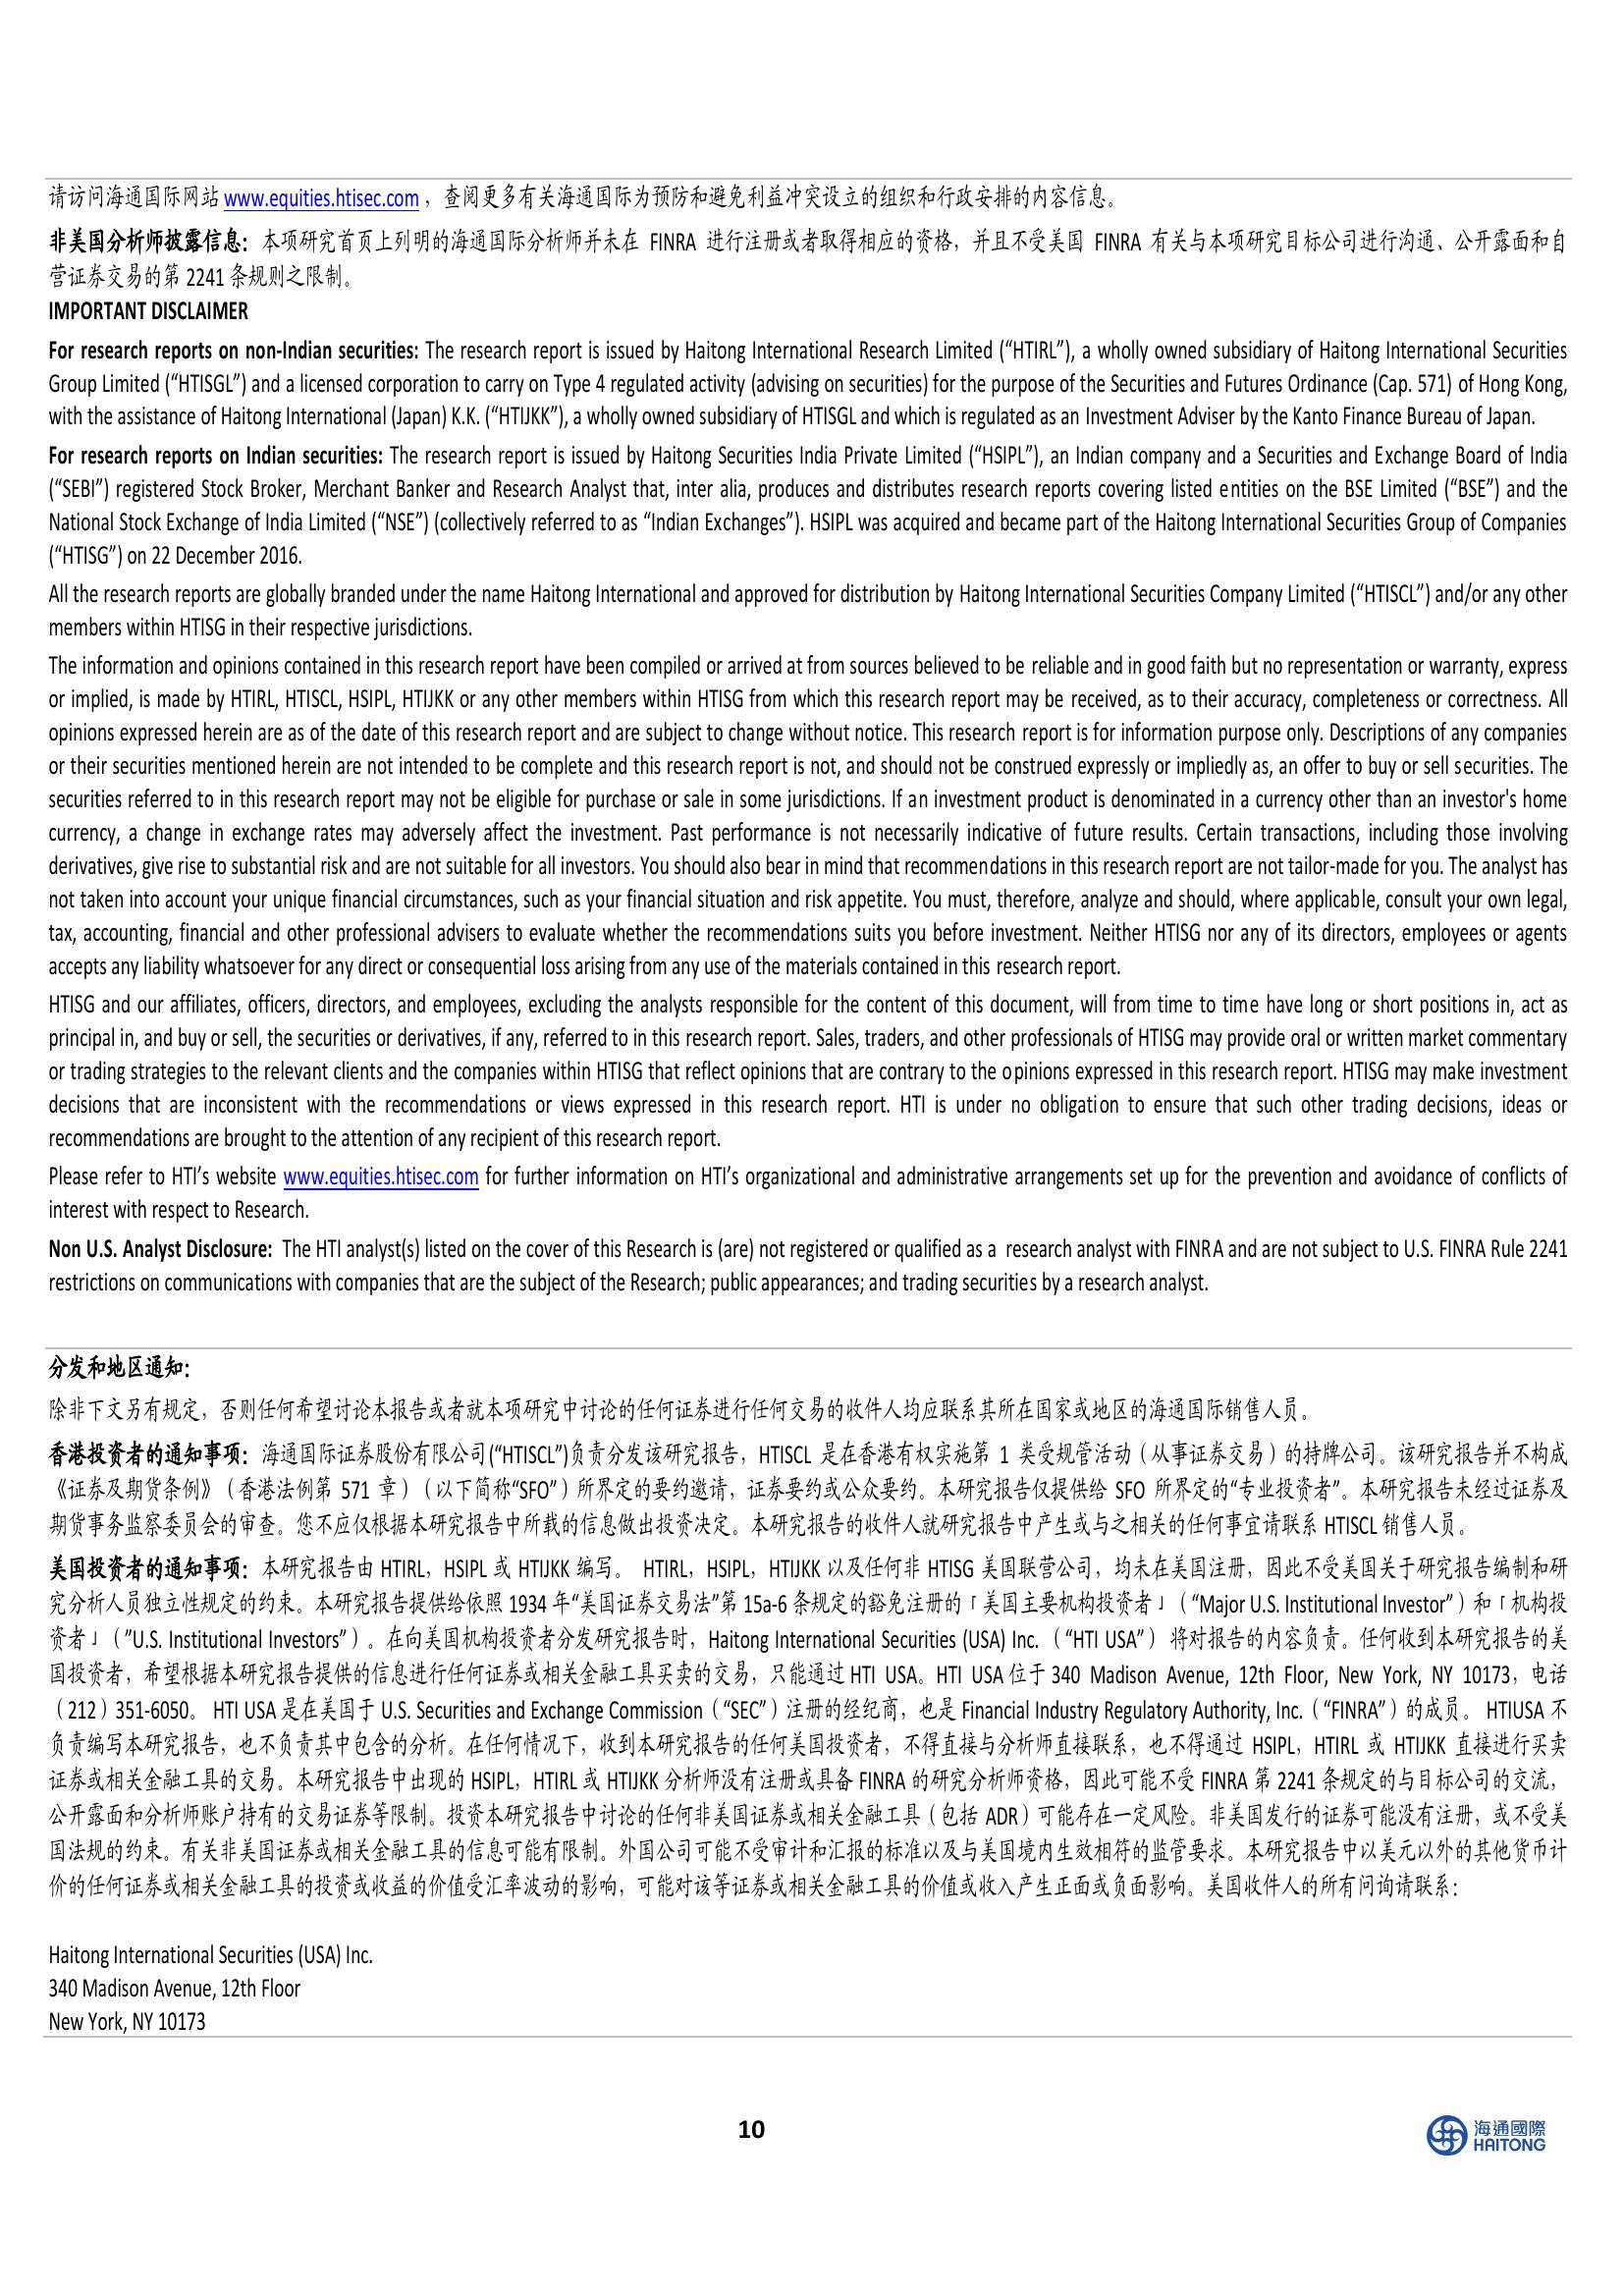 请访问海通国际网站 www.equities.htisec.com ，查阅更多有关海通国际为预防和避免利益冲突设立的组织和行政安排的内容信息。
非美国分析师披露信息：本项研究首页上列明的海通国际分析师并未在 FINRA 进行注册或者取得相应的资格，并且不受美国 FINRA 有关与本项研究目标公司进行沟通、公开露面和自
营证券交易的第 2241 条规则之限制。
IMPORTANT DISCLAIMER
For research reports on non-Indian securities: The research report is issued by Haitong International Research Limited (“HTIRL”), a wholly owned subsidiary of Haitong International Securities
Group Limited (“HTISGL”) and a licensed corporation to carry on Type 4 regulated activity (advising on securities) for the purpose of the Securities and Futures Ordinance (Cap. 571) of Hong Kong,
with the assistance of Haitong International (Japan) K.K. (“HTIJKK”), a wholly owned subsidiary of HTISGL and which is regulated as an Investment Adviser by the Kanto Finance Bureau of Japan.
For research reports on Indian securities: The research report is issued by Haitong Securities India Private Limited (“HSIPL”), an Indian company and a Securities and Exchange Board of India
(“SEBI”) registered Stock Broker, Merchant Banker and Research Analyst that, inter alia, produces and distributes research reports covering listed entities on the BSE Limited (“BSE”) and the
National Stock Exchange of India Limited (“NSE”) (collectively referred to as “Indian Exchanges”). HSIPL was acquired and became part of the Haitong International Securities Group of Companies
(“HTISG”) on 22 December 2016.
All the research reports are globally branded under the name Haitong International and approved for distribution by Haitong International Securities Company Limited (“HTISCL”) and/or any other
members within HTISG in their respective jurisdictions.
The information and opinions contained in this research report have been compiled or arrived at from sources believed to be reliable and in good faith but no representation or warranty, express
or implied, is made by HTIRL, HTISCL, HSIPL, HTIJKK or any other members within HTISG from which this research report may be received, as to their accuracy, completeness or correctness. All
opinions expressed herein are as of the date of this research report and are subject to change without notice. This research report is for information purpose only. Descriptions of any companies
or their securities mentioned herein are not intended to be complete and this research report is not, and should not be construed expressly or impliedly as, an offer to buy or sell securities. The
securities referred to in this research report may not be eligible for purchase or sale in some jurisdictions. If an investment product is denominated in a currency other than an investor's home
currency, a change in exchange rates may adversely affect the investment. Past performance is not necessarily indicative of future results. Certain transactions, including those involving
derivatives, give rise to substantial risk and are not suitable for all investors. You should also bear in mind that recommendations in this research report are not tailor-made for you. The analyst has
not taken into account your unique financial circumstances, such as your financial situation and risk appetite. You must, therefore, analyze and should, where applicable, consult your own legal,
tax, accounting, financial and other professional advisers to evaluate whether the recommendations suits you before investment. Neither HTISG nor any of its directors, employees or agents
accepts any liability whatsoever for any direct or consequential loss arising from any use of the materials contained in this research report.
HTISG and our affiliates, officers, directors, and employees, excluding the analysts responsible for the content of this document, will from time to time have long or short positions in, act as
principal in, and buy or sell, the securities or derivatives, if any, referred to in this research report. Sales, traders, and other professionals of HTISG may provide oral or written market commentary
or trading strategies to the relevant clients and the companies within HTISG that reflect opinions that are contrary to the opinions expressed in this research report. HTISG may make investment
decisions that are inconsistent with the recommendations or views expressed in this research report. HTI is under no obligation to ensure that such other trading decisions, ideas or
recommendations are brought to the attention of any recipient of this research report.
Please refer to HTI’s website www.equities.htisec.com for further information on HTI’s organizational and administrative arrangements set up for the prevention and avoidance of conflicts of
interest with respect to Research.
Non U.S. Analyst Disclosure: The HTI analyst(s) listed on the cover of this Research is (are) not registered or qualified as a research analyst with FINRA and are not subject to U.S. FINRA Rule 2241
restrictions on communications with companies that are the subject of the Research; public appearances; and trading securities by a research analyst.
分发和地区通知：
除非下文另有规定，否则任何希望讨论本报告或者就本项研究中讨论的任何证券进行任何交易的收件人均应联系其所在国家或地区的海通国际销售人员。
香港投资者的通知事项：海通国际证券股份有限公司(“HTISCL”)负责分发该研究报告，HTISCL 是在香港有权实施第 1 类受规管活动（从事证券交易）的持牌公司。该研究报告并不构成
《证券及期货条例》（香港法例第 571 章）（以下简称“SFO”）所界定的要约邀请，证券要约或公众要约。本研究报告仅提供给 SFO 所界定的“专业投资者”。本研究报告未经过证券及
期货事务监察委员会的审查。您不应仅根据本研究报告中所载的信息做出投资决定。本研究报告的收件人就研究报告中产生或与之相关的任何事宜请联系 HTISCL 销售人员。
美国投资者的通知事项：本研究报告由 HTIRL，HSIPL 或 HTIJKK 编写。 HTIRL，HSIPL，HTIJKK 以及任何非 HTISG 美国联营公司，均未在美国注册，因此不受美国关于研究报告编制和研
究分析人员独立性规定的约束。本研究报告提供给依照 1934 年“美国证券交易法”第 15a-6 条规定的豁免注册的「美国主要机构投资者」（“Major U.S. Institutional Investor”）和「机构投
资者」（”U.S. Institutional Investors”）。在向美国机构投资者分发研究报告时，Haitong International Securities (USA) Inc. （“HTI USA”） 将对报告的内容负责。任何收到本研究报告的美
国投资者，希望根据本研究报告提供的信息进行任何证券或相关金融工具买卖的交易，只能通过 HTI USA。HTI USA 位于 340 Madison Avenue, 12th Floor, New York, NY 10173，电话
（212）351-6050。 HTI USA 是在美国于 U.S. Securities and Exchange Commission（“SEC”）注册的经纪商，也是 Financial Industry Regulatory Authority, Inc.（“FINRA”）的成员。 HTIUSA 不
负责编写本研究报告，也不负责其中包含的分析。在任何情况下，收到本研究报告的任何美国投资者，不得直接与分析师直接联系，也不得通过 HSIPL，HTIRL 或 HTIJKK 直接进行买卖
证券或相关金融工具的交易。本研究报告中出现的 HSIPL，HTIRL 或 HTIJKK 分析师没有注册或具备 FINRA 的研究分析师资格，因此可能不受 FINRA 第 2241 条规定的与目标公司的交流，
公开露面和分析师账户持有的交易证券等限制。投资本研究报告中讨论的任何非美国证券或相关金融工具（包括 ADR）可能存在一定风险。非美国发行的证券可能没有注册，或不受美
国法规的约束。有关非美国证券或相关金融工具的信息可能有限制。外国公司可能不受审计和汇报的标准以及与美国境内生效相符的监管要求。本研究报告中以美元以外的其他货币计
价的任何证券或相关金融工具的投资或收益的价值受汇率波动的影响，可能对该等证券或相关金融工具的价值或收入产生正面或负面影响。美国收件人的所有问询请联系：
Haitong International Securities (USA) Inc.
340 Madison Avenue, 12th Floor
New York, NY 10173
10
海通國際
HAITONG